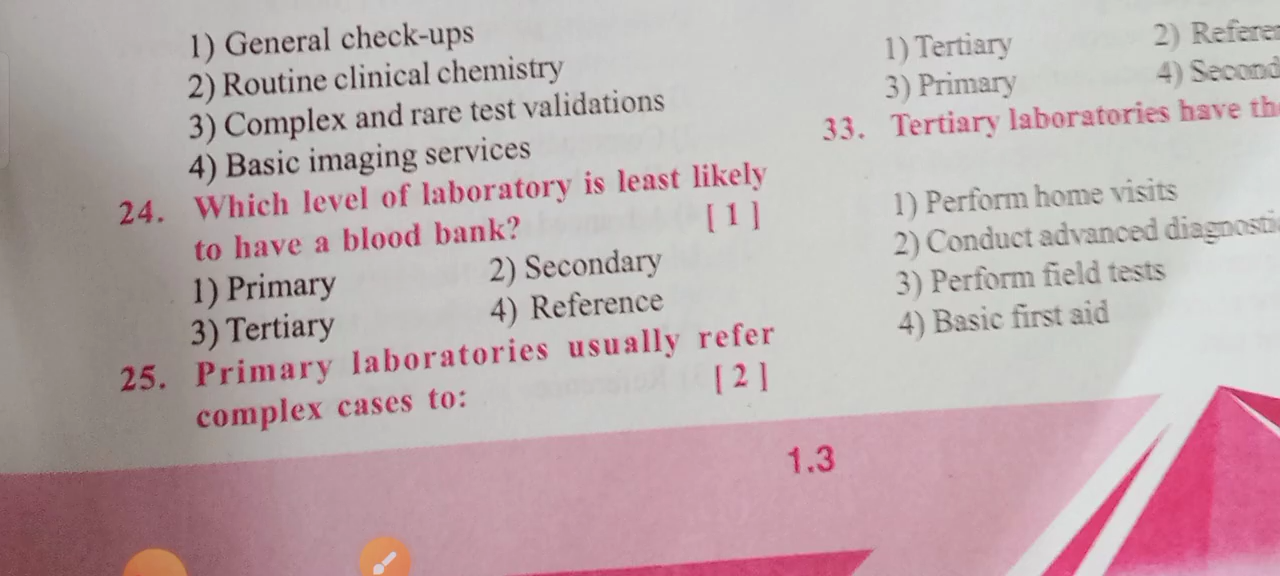 1) General check-ups
2) Routine clinical chemistry
3) Complex and rare test validations
4) Basic imaging services
24. Which level of laboratory is least likely
to have a blood bank? [ 1 ]
1) Primary 2) Secondary
3) Tertiary 4) Reference
25. Primary laboratories usually refer
complex cases to: [ 2 ]
1) Tertiary 2)
3) Primary 4)
33. Tertiary laboratories have
1) Perform home visits
2) Conduct advanced
3) Perform field tests
4) Basic first aid
1.3